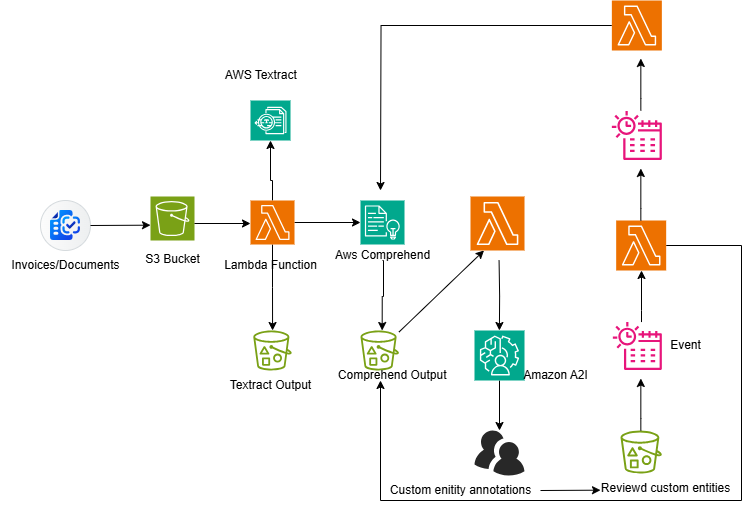 AWS Textract
Invoices/Documents
S3 Bucket
Lambda Function
Aws Comprehend
Textract Output
Comprehend Output
Amazon A2I
Event
Custom enitity annotations
Reviewd custom entities